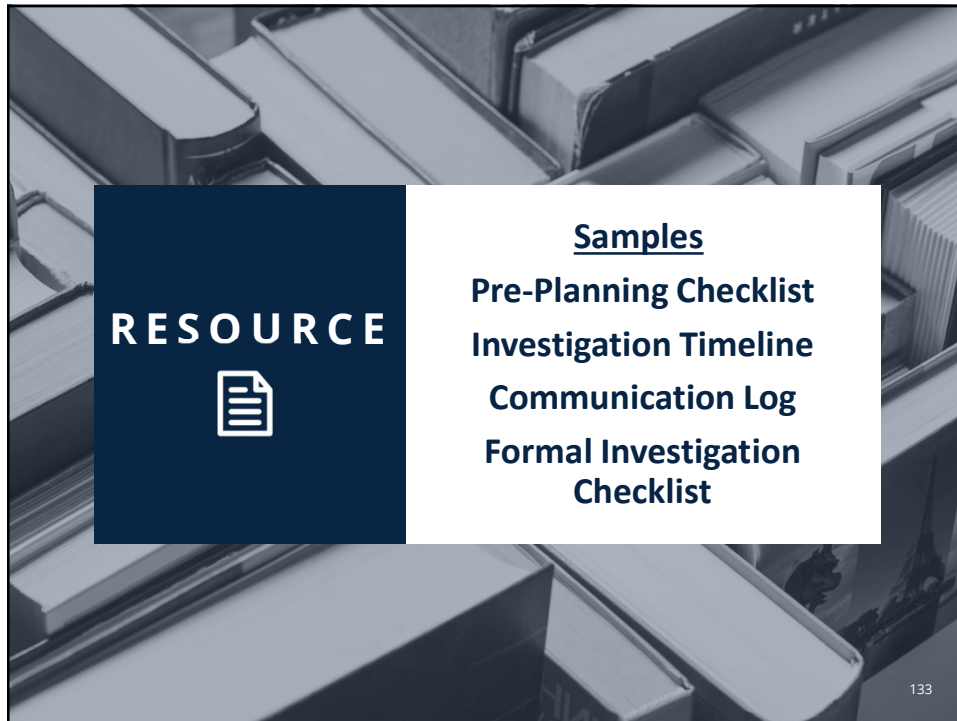 RESOURCE
Samples
Pre-Planning Checklist
Investigation Timeline
Communication Log
Formal Investigation
Checklist
133